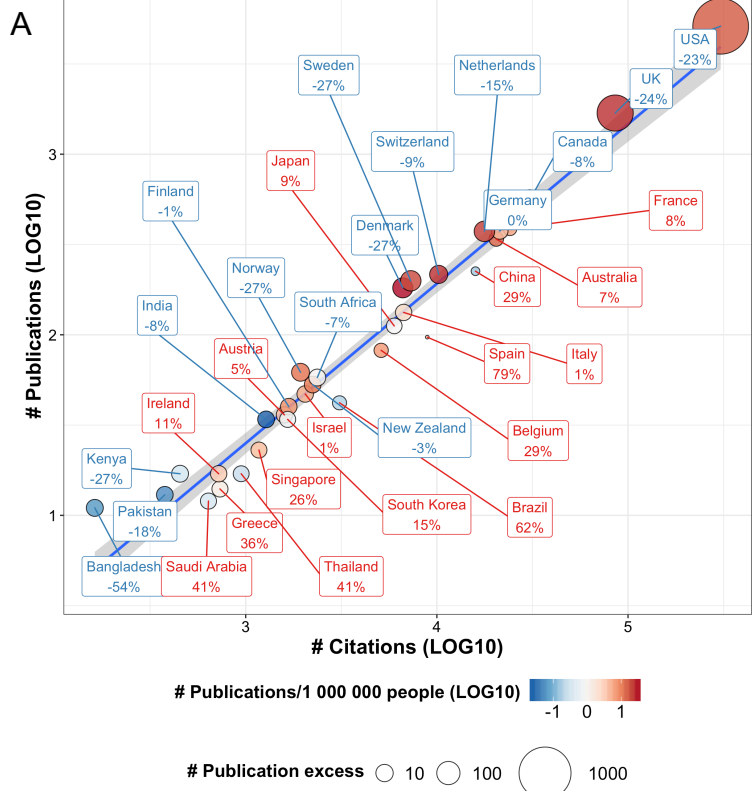 A
USA
-23%
UK
-24%
Sweden
-27%
Netherlands
-15%
Switzerland
-9%
Canada
-8%
Japan
9%
Finland
-1%
Germany
0%
France
8%
Denmark
-27%
Norway
-27%
China
29%
Australia
7%
India
-8%
South Africa
-7%
Austria
5%
Spain
79%
Italy
1%
Ireland
11%
Israel
1%
New Zealand
-3%
Belgium
29%
Kenya
-27%
Singapore
26%
South Korea
15%
Brazil
62%
Pakistan
-18%
Greece
36%
Bangladesh
-54%
Saudi Arabia
41%
Thailand
41%
# Publications (LOG10)
3
2
1
3 4 5
# Citations (LOG10)
# Publications/1 000 000 people (LOG10)
-1 0 1
# Publication excess 10 100 1000